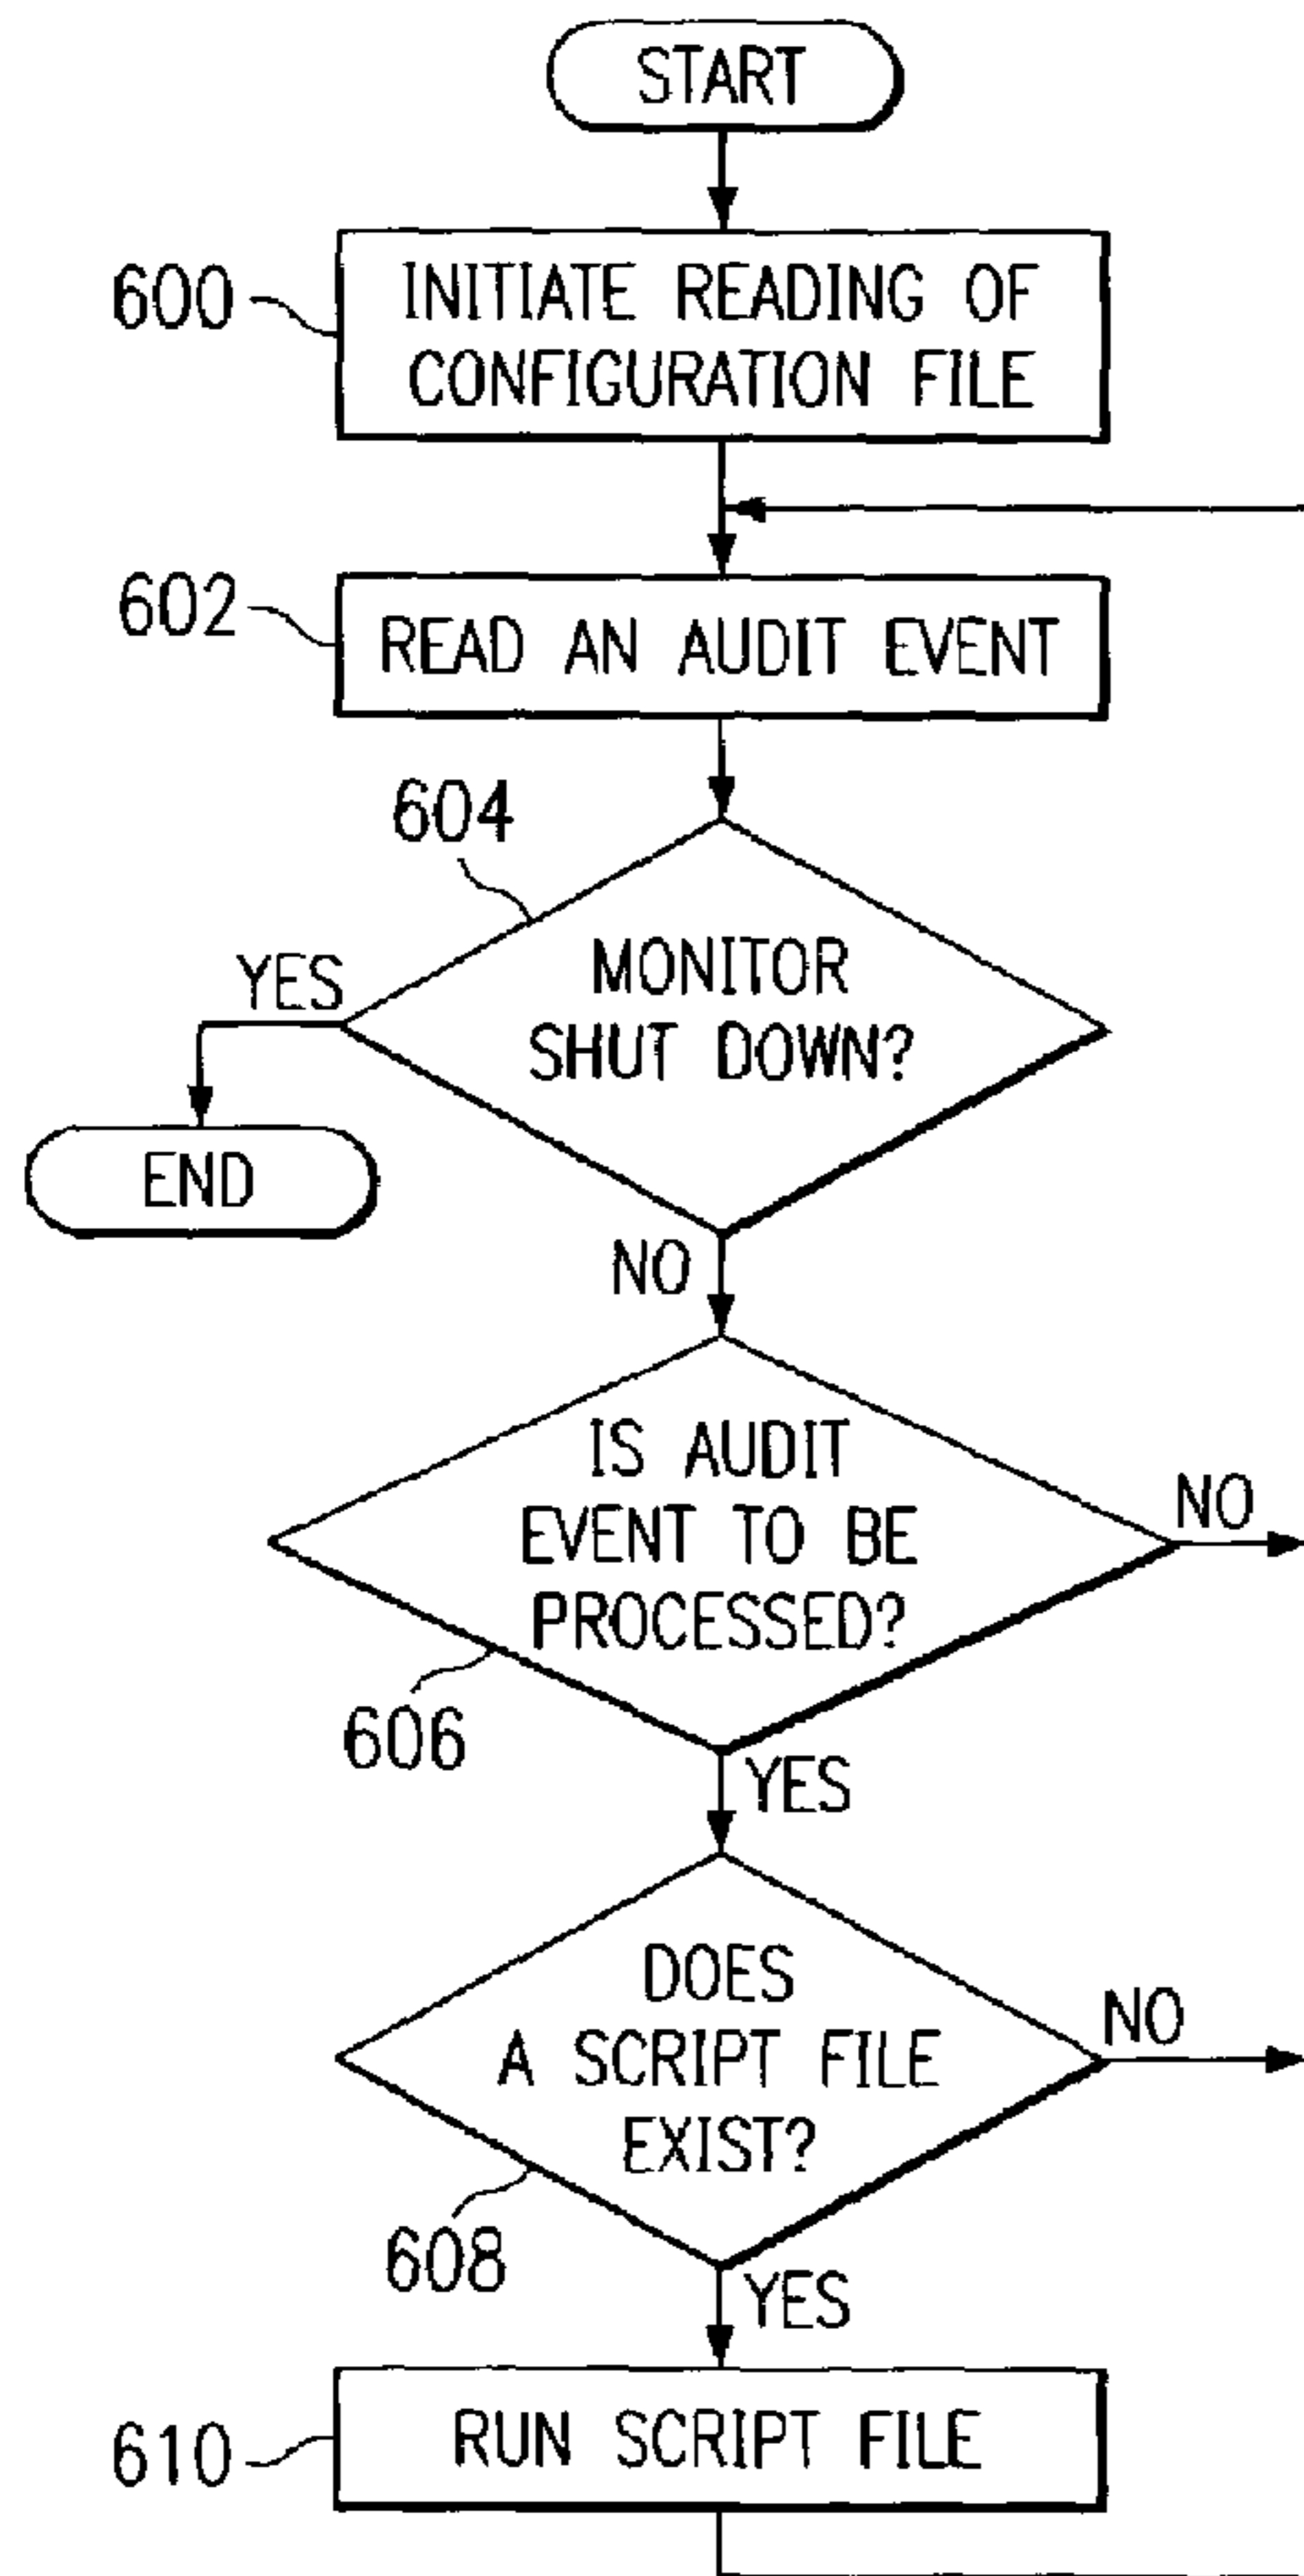 START
600
INITIATE READING OF
CONFIGURATION FILE
602
READ AN AUDIT EVENT
604
MONITOR
SHUT DOWN?
YES
END
NO
IS AUDIT
EVENT TO BE
PROCESSED?
NO
606
YES
DOES
A SCRIPT FILE
EXIST?
NO
608
YES
610
RUN SCRIPT FILE